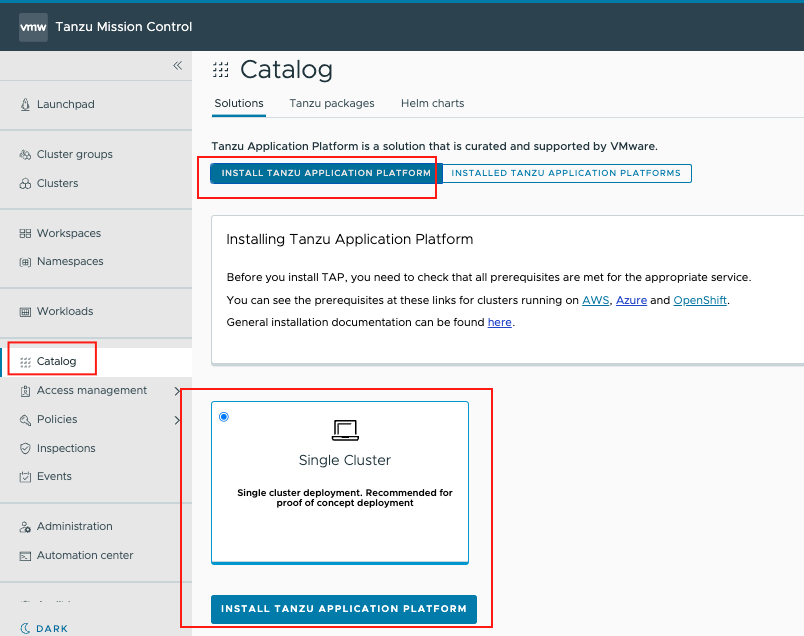 vmw Tanzu Mission Control
Launchpad
Cluster groups
Clusters
Workspaces
Namespaces
Workloads
Catalog
Access management
Policies
Inspections
Events
Administration
Automation center
DARK
Catalog
Solutions Tanzu packages Helm charts
Tanzu Application Platform is a solution that is curated and supported by VMware.
INSTALL TANZU APPLICATION PLATFORM INSTALLED TANZU APPLICATION PLATFORMS
Installing Tanzu Application Platform
Before you install TAP, you need to check that all prerequisites are met for the appropriate service.
You can see the prerequisites at these links for clusters running on AWS, Azure and OpenShift.
General installation documentation can be found here.
Single Cluster
Single cluster deployment. Recommended for
proof of concept deployment
INSTALL TANZU APPLICATION PLATFORM